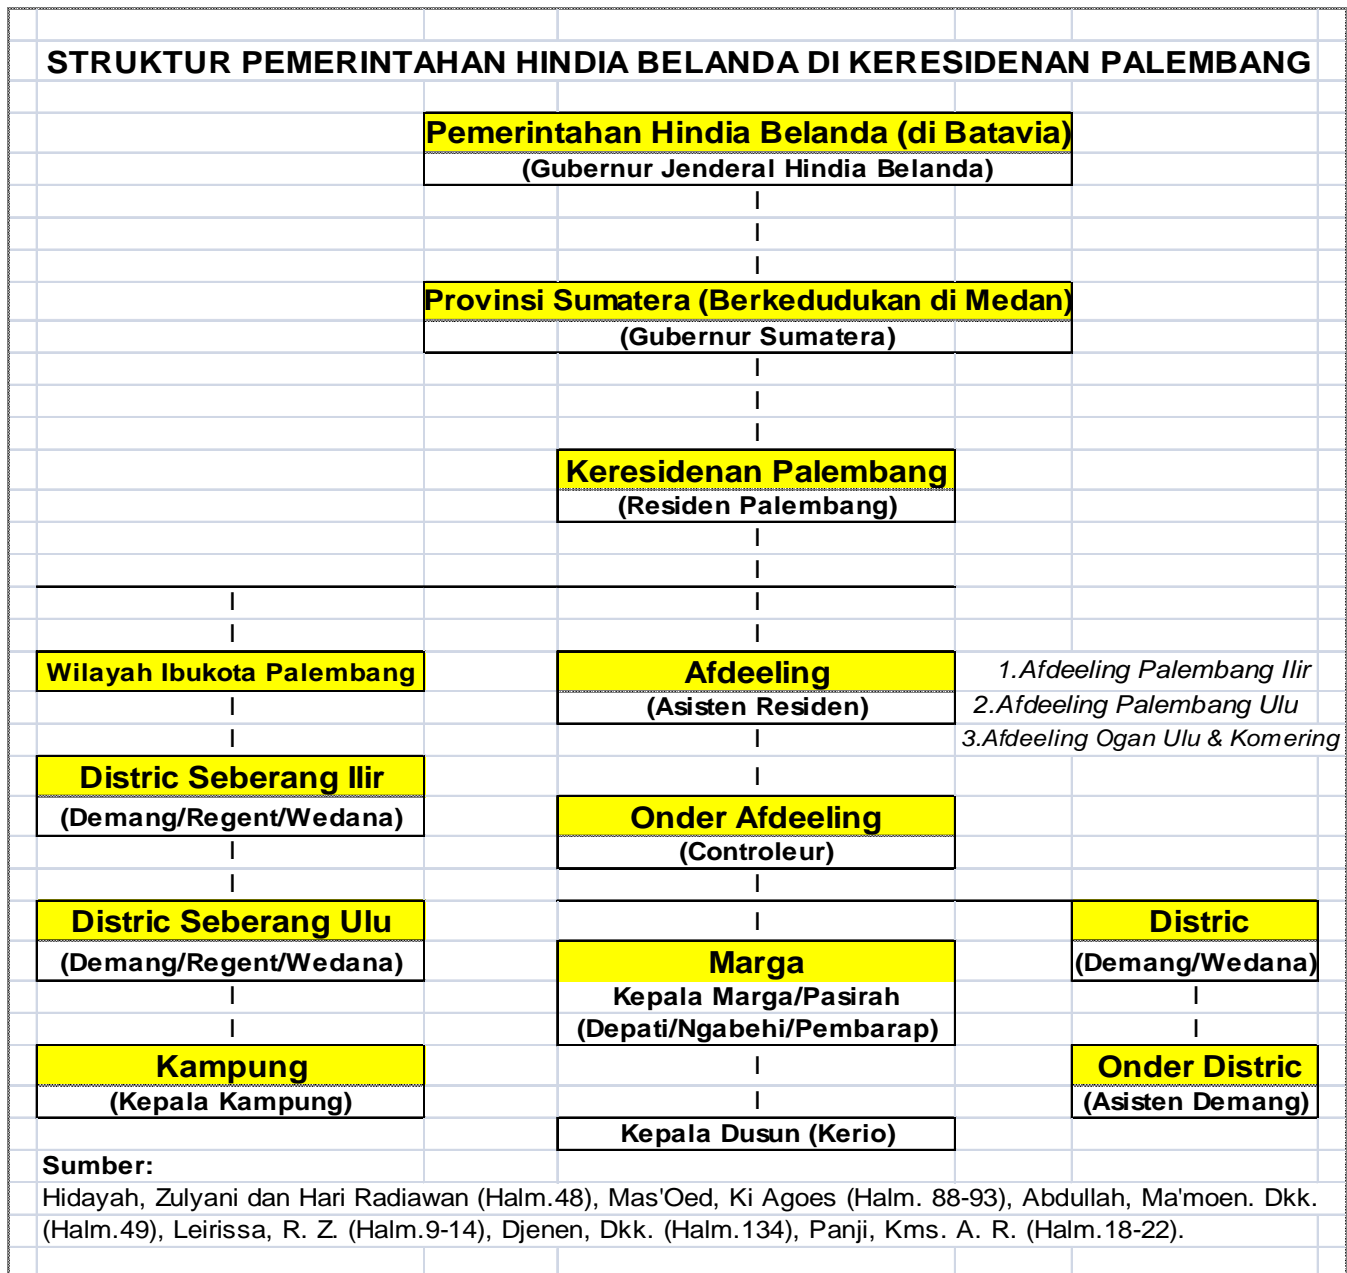 STRUKTUR PEMERINTAHAN HINDIA BELANDA DI KERESIDENAN PALEMBANG
Pemerintahan Hindia Belanda (di Batavia)
(Gubernur Jenderal Hindia Belanda)
Provinsi Sumatera (Berkedudukan di Medan)
(Gubernur Sumatera)
Keresidenan Palembang
(Residen Palembang)
Wilayah Ibukota Palembang
Afdeeling
(Asisten Residen)
1.Afdeeling Palembang Ilir
2.Afdeeling Palembang Ulu
3.Afdeeling Ogan Ulu & Komering
Distric Seberang Ilir
(Demang/Regent/Wedana)
Onder Afdeeling
(Controleur)
Distric Seberang Ulu
(Demang/Regent/Wedana)
Marga
Kepala Marga/Pasirah
(Depati/Ngabehi/Pembarap)
Distric
(Demang/Wedana)
Kampung
(Kepala Kampung)
Kepala Dusun (Kerio)
Onder Distric
(Asisten Demang)
Sumber:
Hidayah, Zulyani dan Hari Radiawan (Halm.48), Mas'Oed, Ki Agoes (Halm. 88-93), Abdullah, Ma'moen. Dkk.
(Halm.49), Leirissa, R. Z. (Halm.9-14), Djenen, Dkk. (Halm.134), Panji, Kms. A. R. (Halm.18-22).